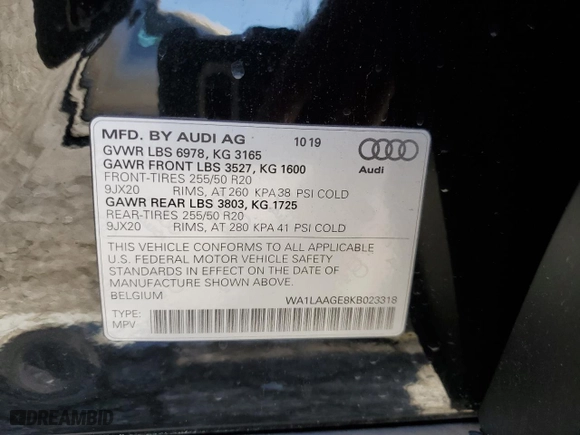 MFD. BY AUDI AG 10 19
GVWR LBS 6978, KG 3165
GAWR FRONT LBS 3527, KG 1600
FRONT-TIRES 255/50 R20
9JX20 RIMS, AT 260 KPA 38 PSI COLD
GAWR REAR LBS 3803, KG 1725
REAR-TIRES 255/50 R20
9JX20 RIMS, AT 280 KPA 41 PSI COLD
Audi
THIS VEHICLE CONFORMS TO ALL APPLICABLE
U.S. FEDERAL MOTOR VEHICLE SAFETY
STANDARDS IN EFFECT ON THE DATE OF
MANUFACTURE SHOWN ABOVE.
BELGIUM WA1LAAGE8KB023318
TYPE:
MPV
DREAMBID